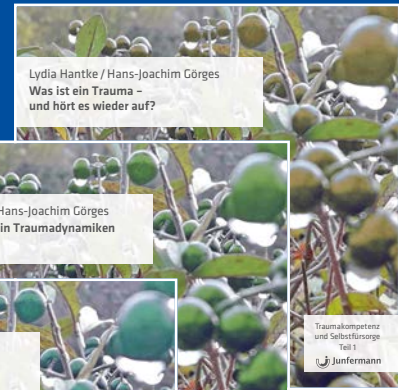 Lydia Hantke / Hans-Joachim Görges
Was ist ein Trauma –
und hört es wieder auf?
Hans-Joachim Görges
in Traumadynamiken
Traumakompetenz
und Selbstfürsorge
Teil 1
Junfermann